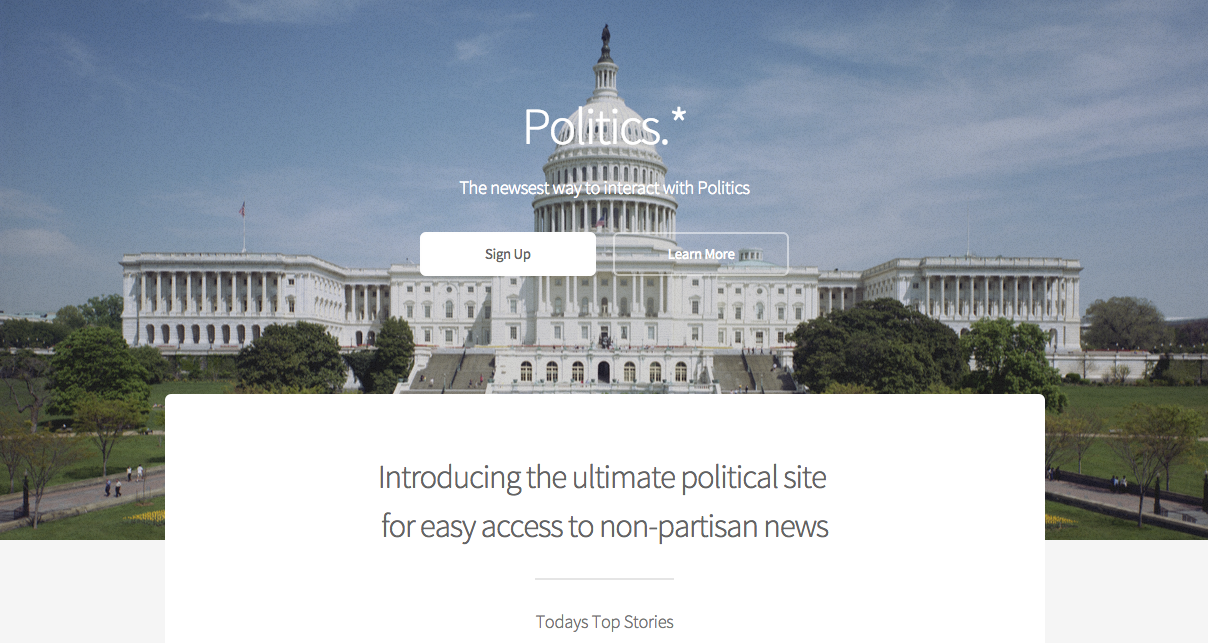 Politics.*
The newsest way to interact with Politics
Sign Up
Learn More
Introducing the ultimate political site
for easy access to non-partisan news
Todays Top Stories